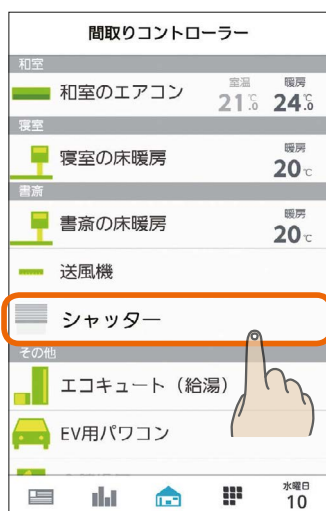 間取りコントローラー
和室
和室のエアコン 室温 21.0℃ 暖房 24.0℃
寝室
寝室の床暖房 暖房 20℃
書斎
書斎の床暖房 暖房 20℃
送風機
シャッター
その他
エコキュート（給湯）
EV用パワコン
水曜日
10